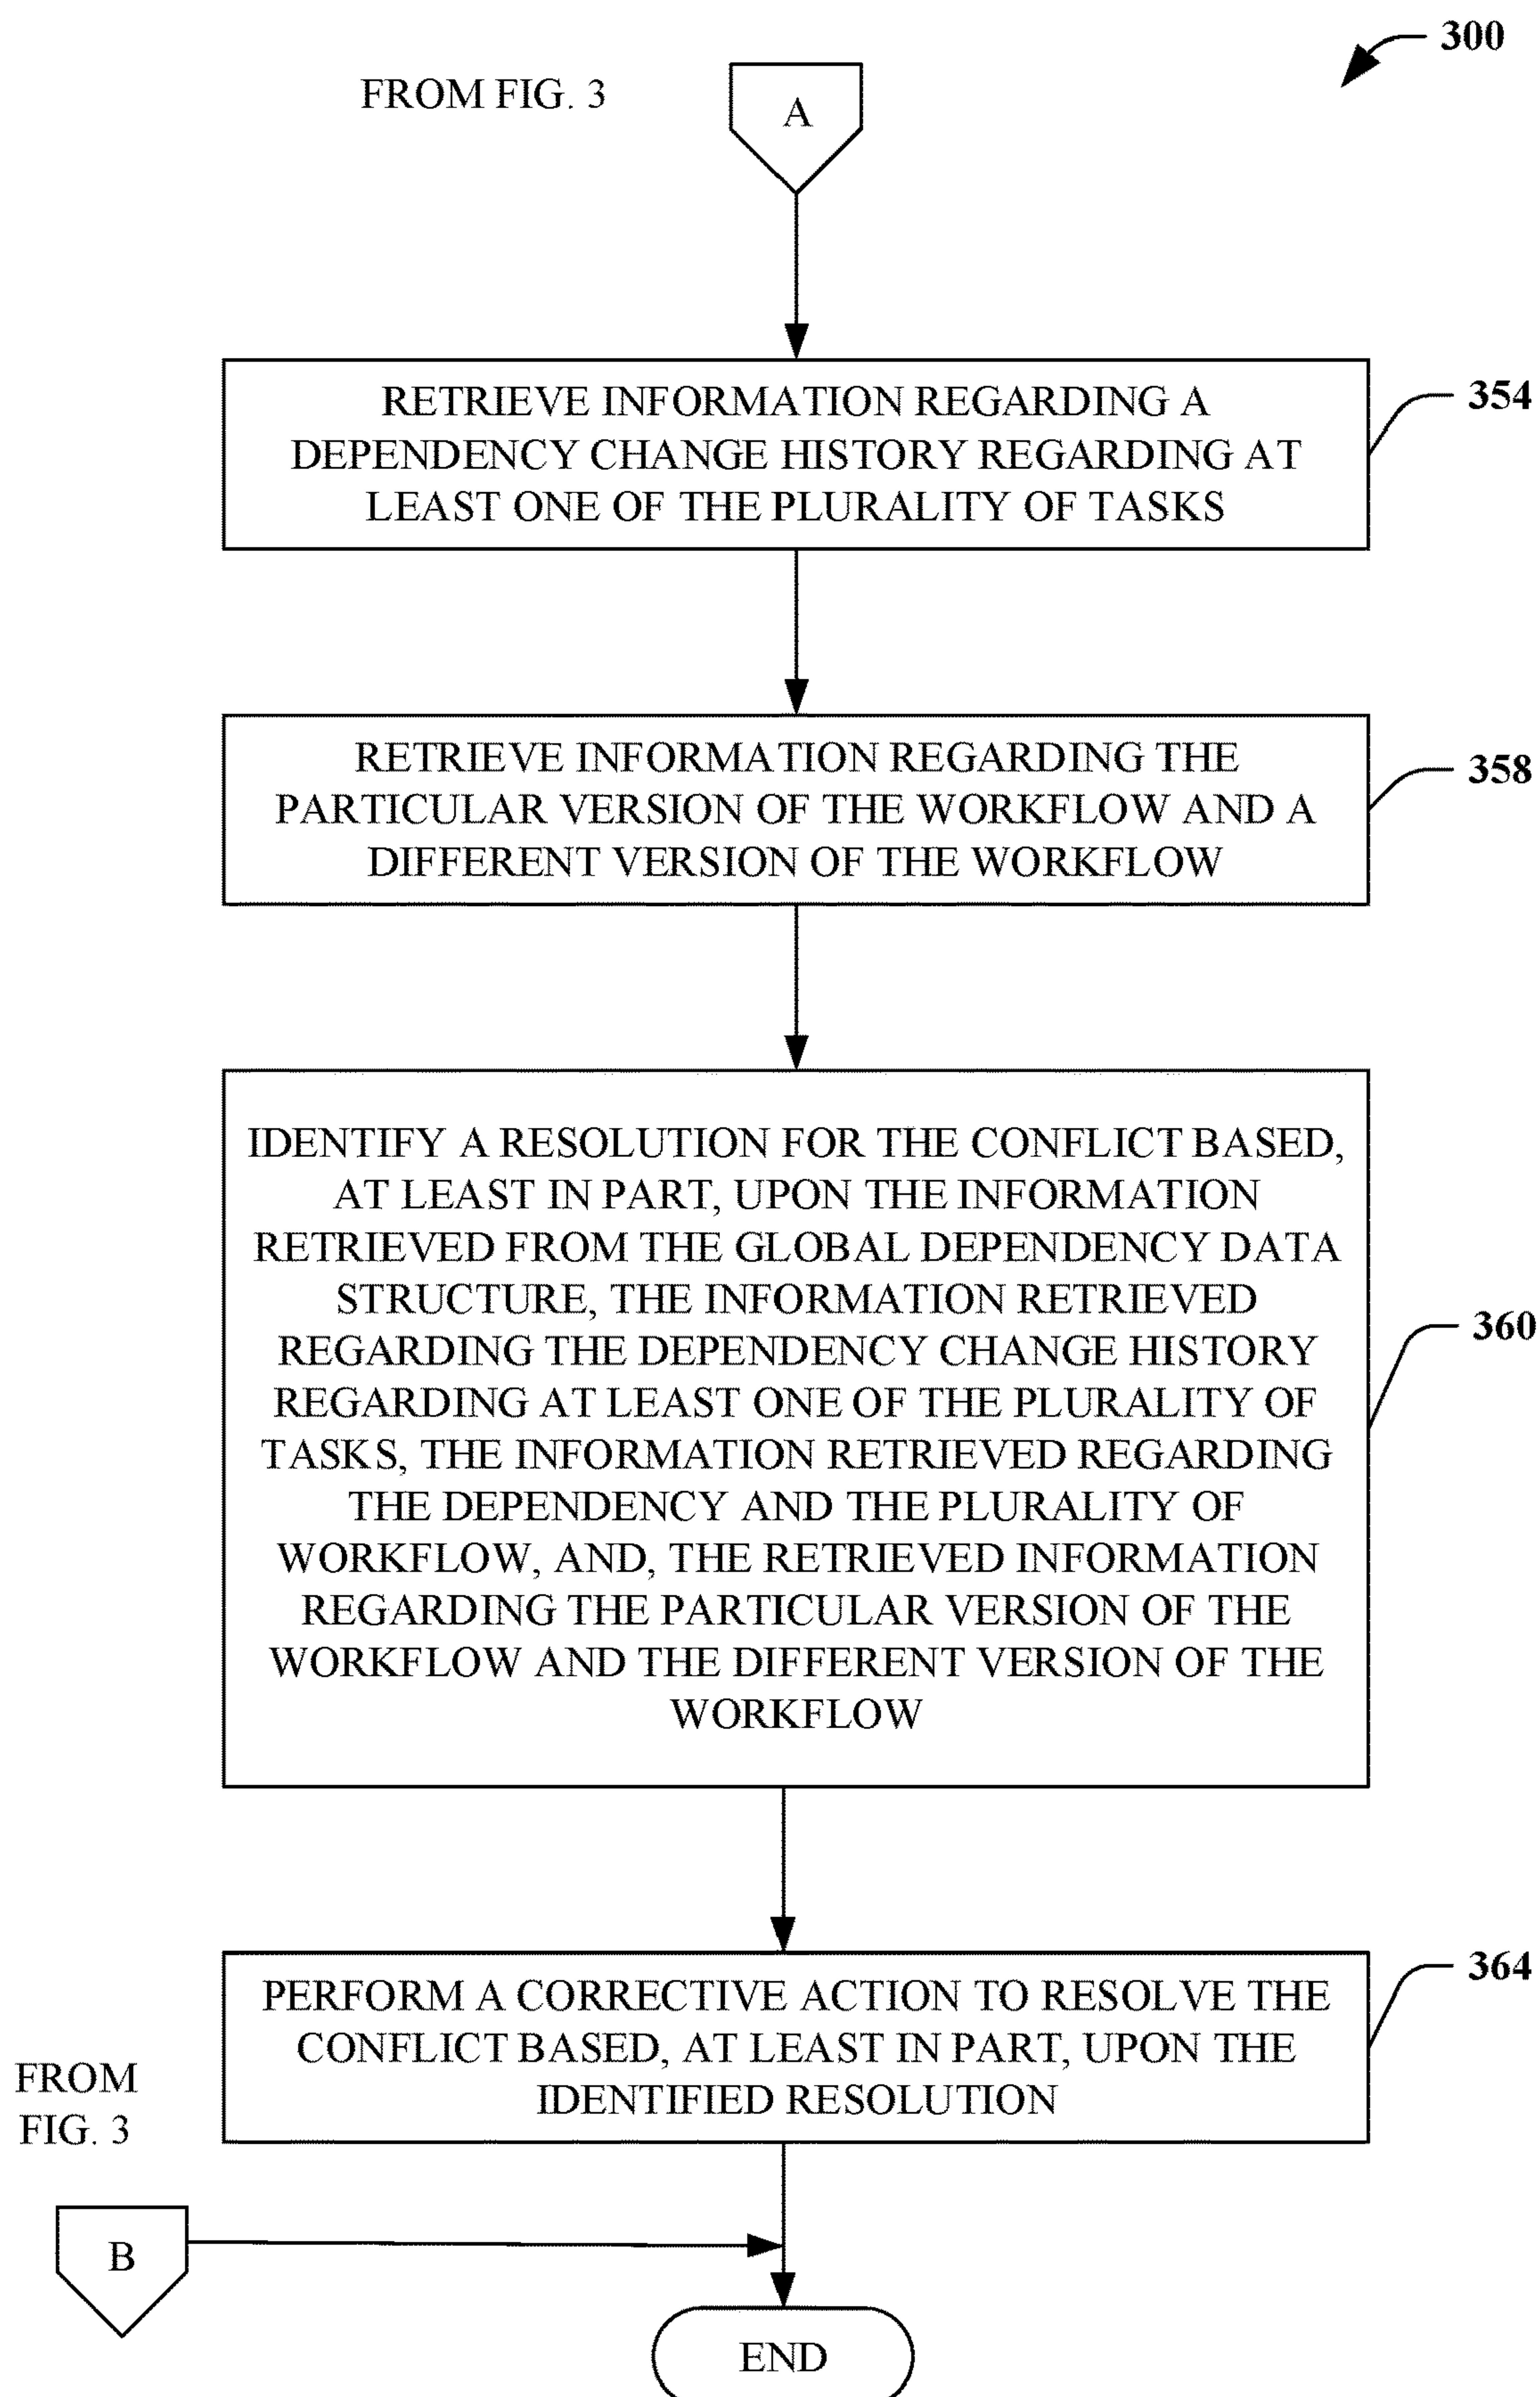 300
FROM FIG. 3
A
RETRIEVE INFORMATION REGARDING A
DEPENDENCY CHANGE HISTORY REGARDING AT
LEAST ONE OF THE PLURALITY OF TASKS
354
RETRIEVE INFORMATION REGARDING THE
PARTICULAR VERSION OF THE WORKFLOW AND A
DIFFERENT VERSION OF THE WORKFLOW
358
IDENTIFY A RESOLUTION FOR THE CONFLICT BASED,
AT LEAST IN PART, UPON THE INFORMATION
RETRIEVED FROM THE GLOBAL DEPENDENCY DATA
STRUCTURE, THE INFORMATION RETRIEVED
REGARDING THE DEPENDENCY CHANGE HISTORY
REGARDING AT LEAST ONE OF THE PLURALITY OF
TASKS, THE INFORMATION RETRIEVED REGARDING
THE DEPENDENCY AND THE PLURALITY OF
WORKFLOW, AND, THE RETRIEVED INFORMATION
REGARDING THE PARTICULAR VERSION OF THE
WORKFLOW AND THE DIFFERENT VERSION OF THE
WORKFLOW
360
PERFORM A CORRECTIVE ACTION TO RESOLVE THE
CONFLICT BASED, AT LEAST IN PART, UPON THE
IDENTIFIED RESOLUTION
364
FROM
FIG. 3
B
END